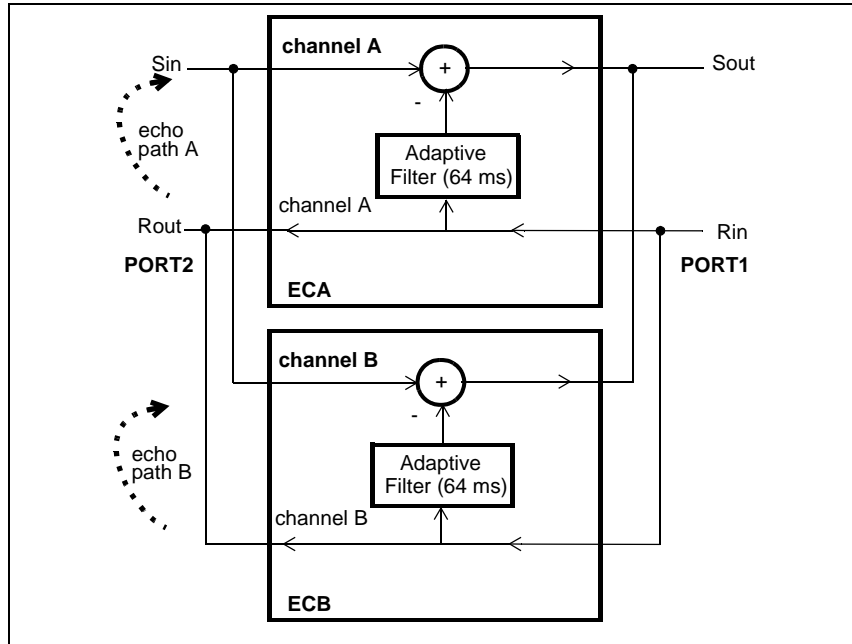 channel A
Sin
+
Sout
-
echo
path A
Adaptive
Filter (64 ms)
channel A
Rout
Rin
PORT2
PORT1
ECA
channel B
+
-
echo
path B
Adaptive
Filter (64 ms)
channel B
ECB